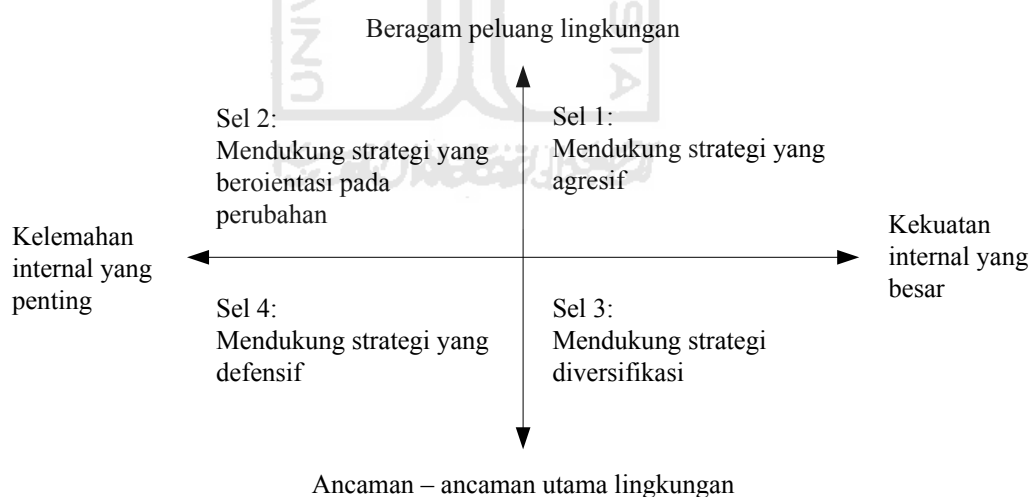 Beragam peluang lingkungan
Sel 2:
Mendukung strategi yang
beroientasi pada
perubahan
Sel 1:
Mendukung strategi yang
agresif
Kelemahan
internal yang
penting
Kekuatan
internal yang
besar
Sel 4:
Mendukung strategi yang
defensif
Sel 3:
Mendukung strategi
diversifikasi
Ancaman – ancaman utama lingkungan